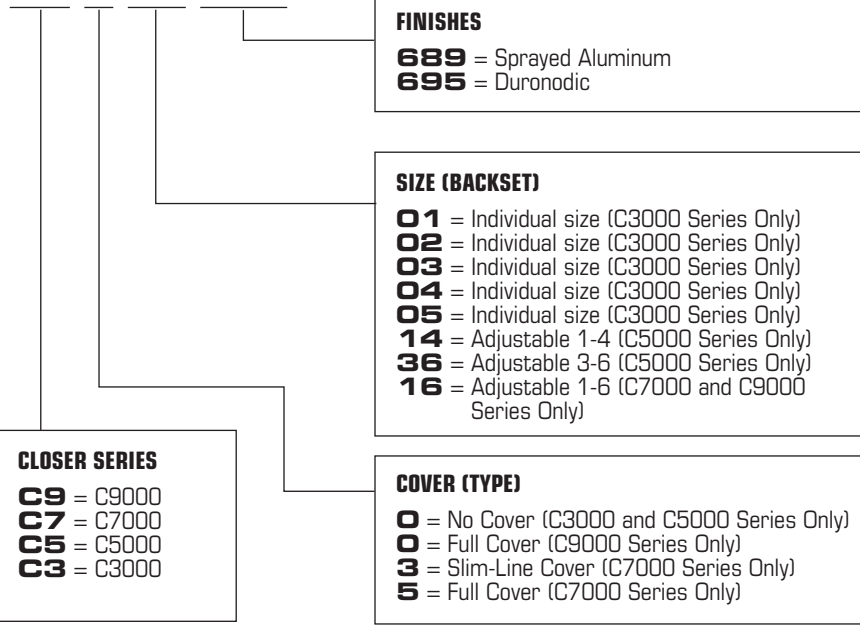 FINISHES
689 = Sprayed Aluminum
695 = Duronodic
SIZE (BACKSET)
01 = Individual size (C3000 Series Only)
02 = Individual size (C3000 Series Only)
03 = Individual size (C3000 Series Only)
04 = Individual size (C3000 Series Only)
05 = Individual size (C3000 Series Only)
14 = Adjustable 1-4 (C5000 Series Only)
36 = Adjustable 3-6 (C5000 Series Only)
16 = Adjustable 1-6 (C7000 and C9000
Series Only)
CLOSER SERIES
C9 = C9000
C7 = C7000
C5 = C5000
C3 = C3000
COVER (TYPE)
0 = No Cover (C3000 and C5000 Series Only)
0 = Full Cover (C9000 Series Only)
3 = Slim-Line Cover (C7000 Series Only)
5 = Full Cover (C7000 Series Only)